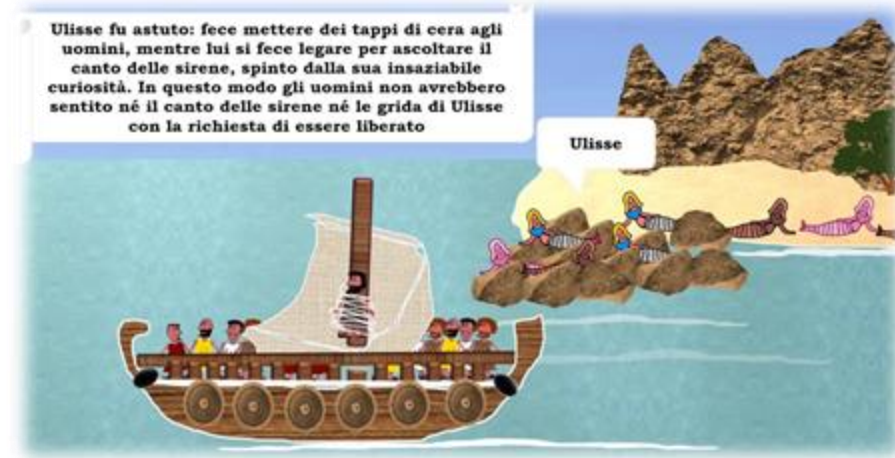 Ulisse fu astuto: fece mettere dei tappi di cera agli
uomini, mentre lui si fece legare per ascoltare il
canto delle sirene, spinto dalla sua insaziabile
curiosità. In questo modo gli uomini non avrebbero
sentito né il canto delle sirene né le grida di Ulisse
con la richiesta di essere liberato
Ulisse